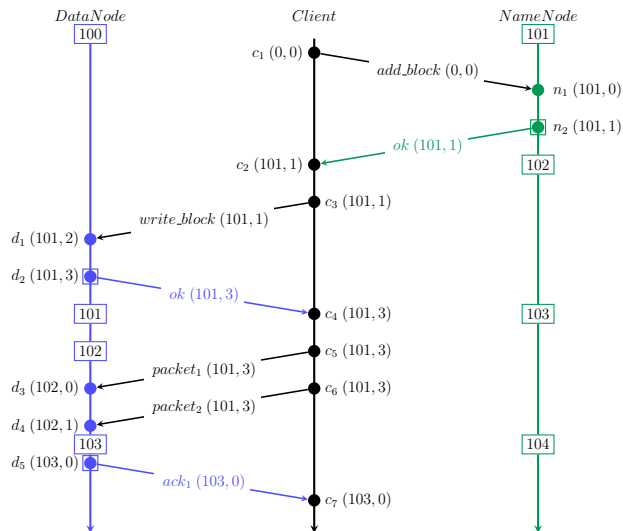 DataNode Client NameNode
100 101
c₁ (0, 0)
add_block (0, 0)
n₁ (101, 0)
n₂ (101, 1)
ok (101, 1)
c₂ (101, 1) 102
c₃ (101, 1)
write_block (101, 1)
d₁ (101, 2)
d₂ (101, 3)
ok (101, 3)
101 c₄ (101, 3) 103
102 c₅ (101, 3)
packet₁ (101, 3)
d₃ (102, 0) c₆ (101, 3)
packet₂ (101, 3)
d₄ (102, 1)
103 104
d₅ (103, 0)
ack₁ (103, 0)
c₇ (103, 0)